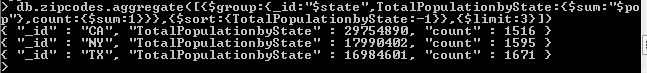 > db.zipcodes.aggregate([{$group:{_id:"$state",TotalPopulationbyState:{$sum:"$po
p"},count:{$sum:1}}},{$sort:{TotalPopulationbyState:-1}},{$limit:3}])
{ "_id" : "CA", "TotalPopulationbyState" : 29754890, "count" : 1516 }
{ "_id" : "NY", "TotalPopulationbyState" : 17990402, "count" : 1595 }
{ "_id" : "TX", "TotalPopulationbyState" : 16984601, "count" : 1671 }
>